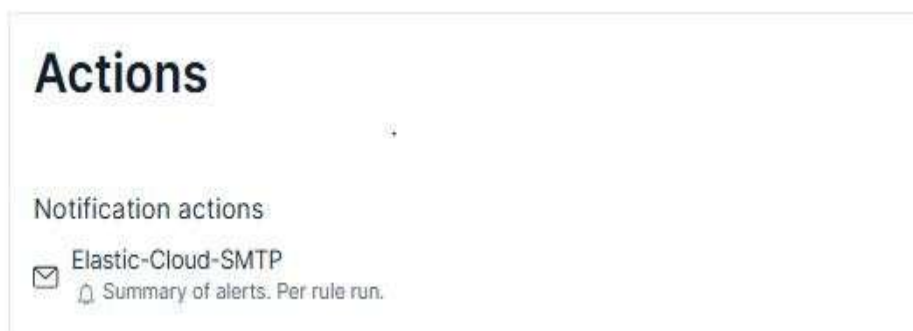 Actions
Notification actions
Elastic-Cloud-SMTP
Summary of alerts. Per rule run.